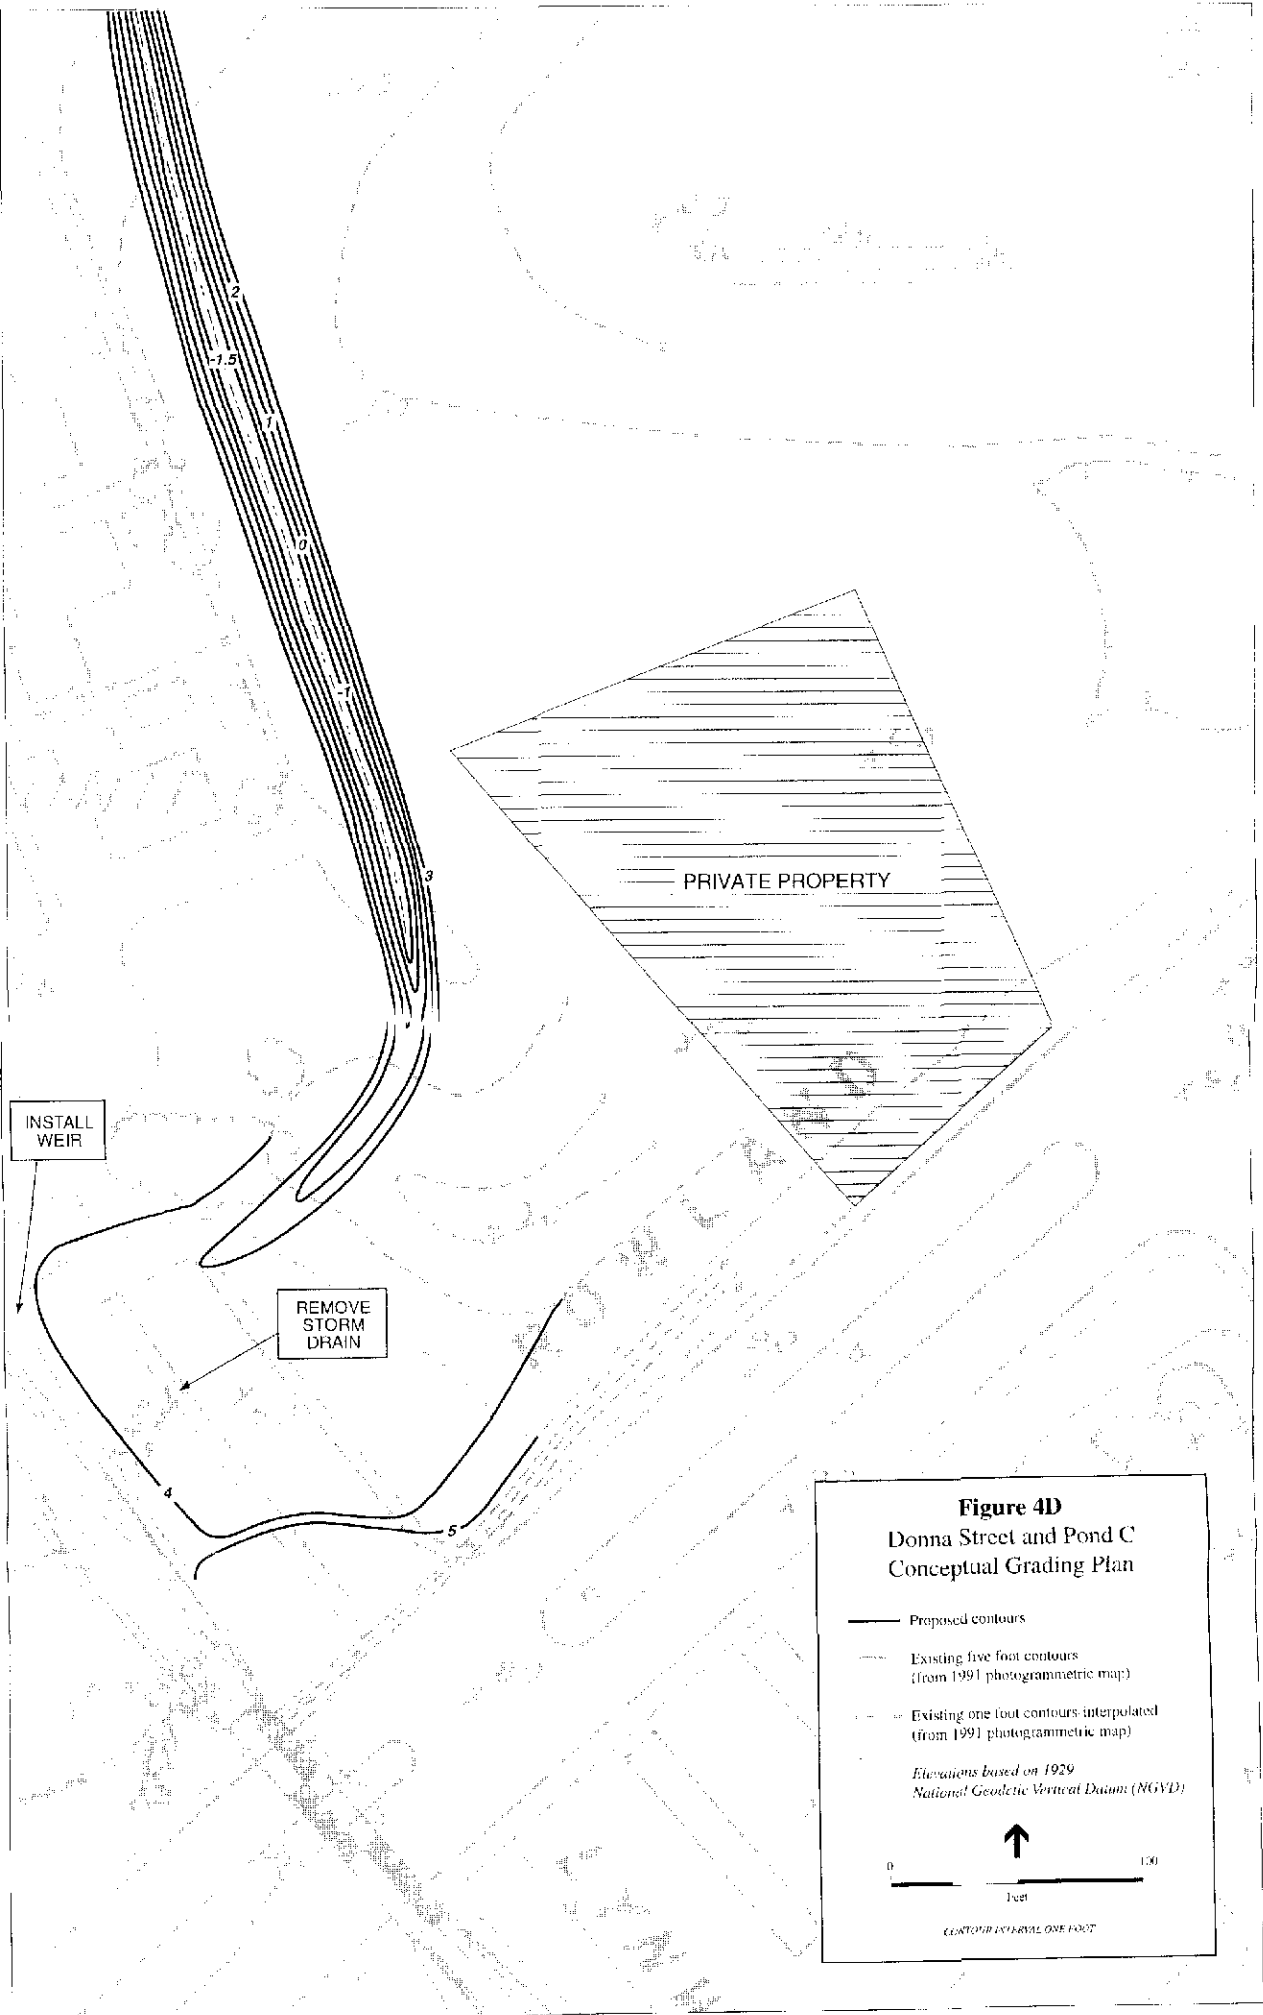 2
-1.5
1
0
-1
3
PRIVATE PROPERTY
INSTALL
WEIR
REMOVE
STORM
DRAIN
4
5
Figure 4D
Donna Street and Pond C
Conceptual Grading Plan
Proposed contours
Existing five foot contours
(from 1991 photogrammetric map)
Existing one foot contours-interpolated
(from 1991 photogrammetric map)
Elevations based on 1929
National Geodetic Vertical Datum (NGVD)
0 100
Feet
CONTOUR INTERVAL ONE FOOT